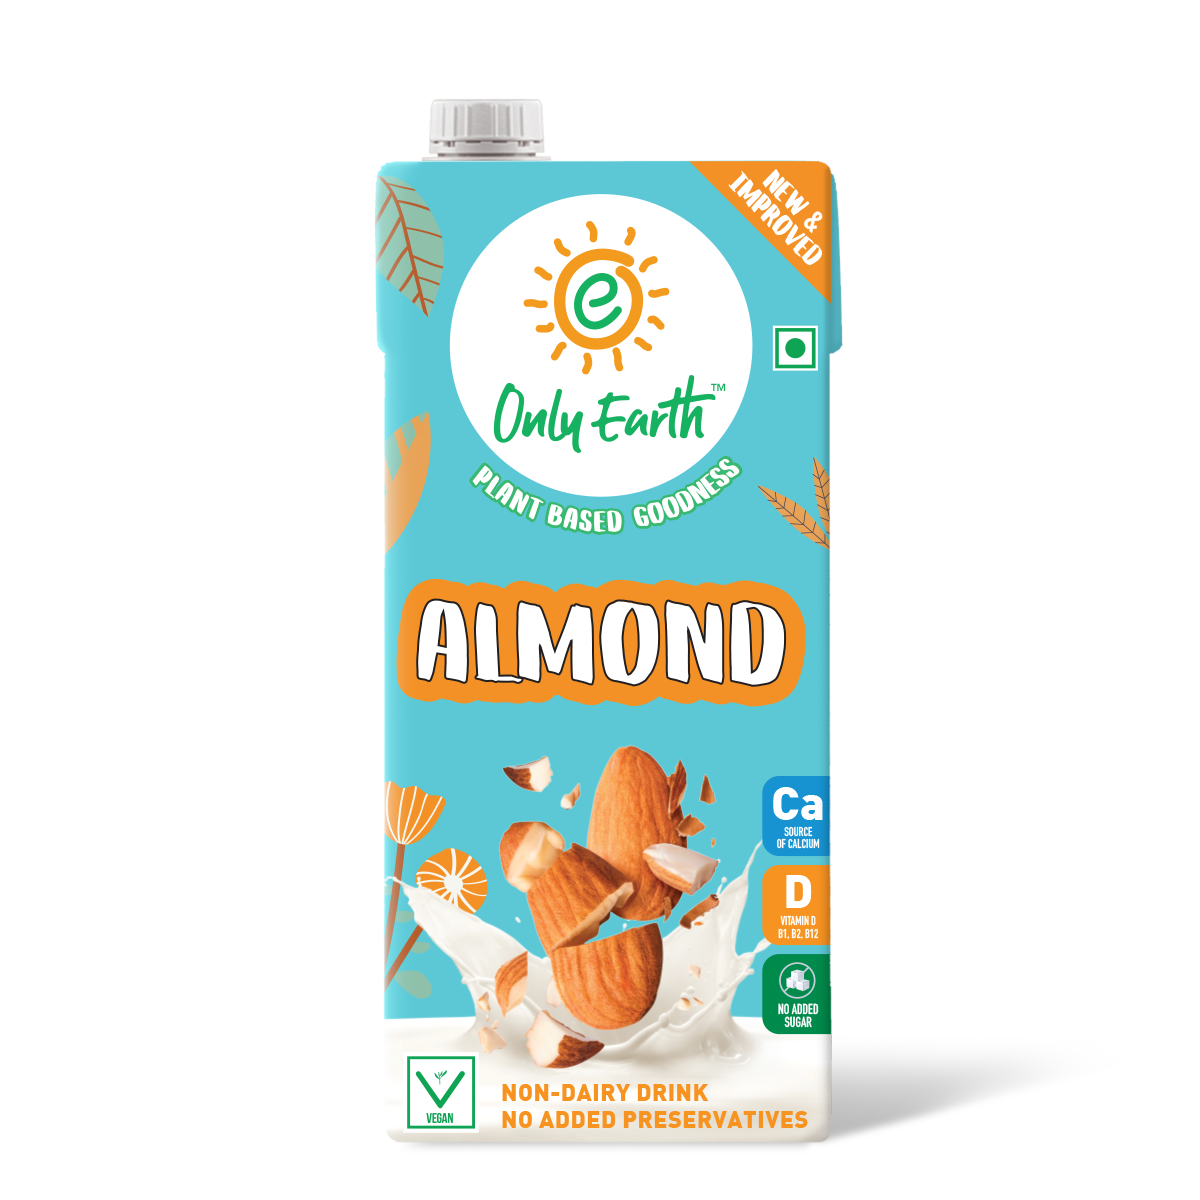 NEW &
IMPROVED
e
Only Earth™
PLANT BASED GOODNESS
ALMOND
Ca
SOURCE
OF CALCIUM
D
VITAMIN D
B1, B2, B12
NO ADDED
SUGAR
VEGAN
NON-DAIRY DRINK
NO ADDED PRESERVATIVES